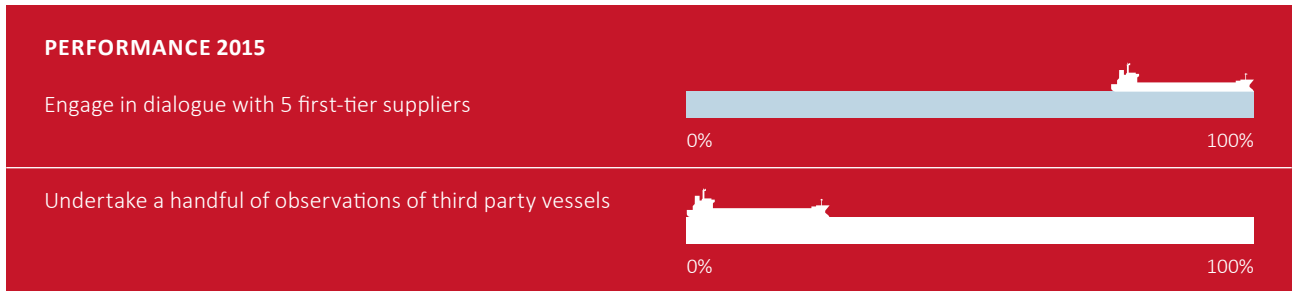 PERFORMANCE 2015
Engage in dialogue with 5 first-tier suppliers
0% 100%
Undertake a handful of observations of third party vessels
0% 100%